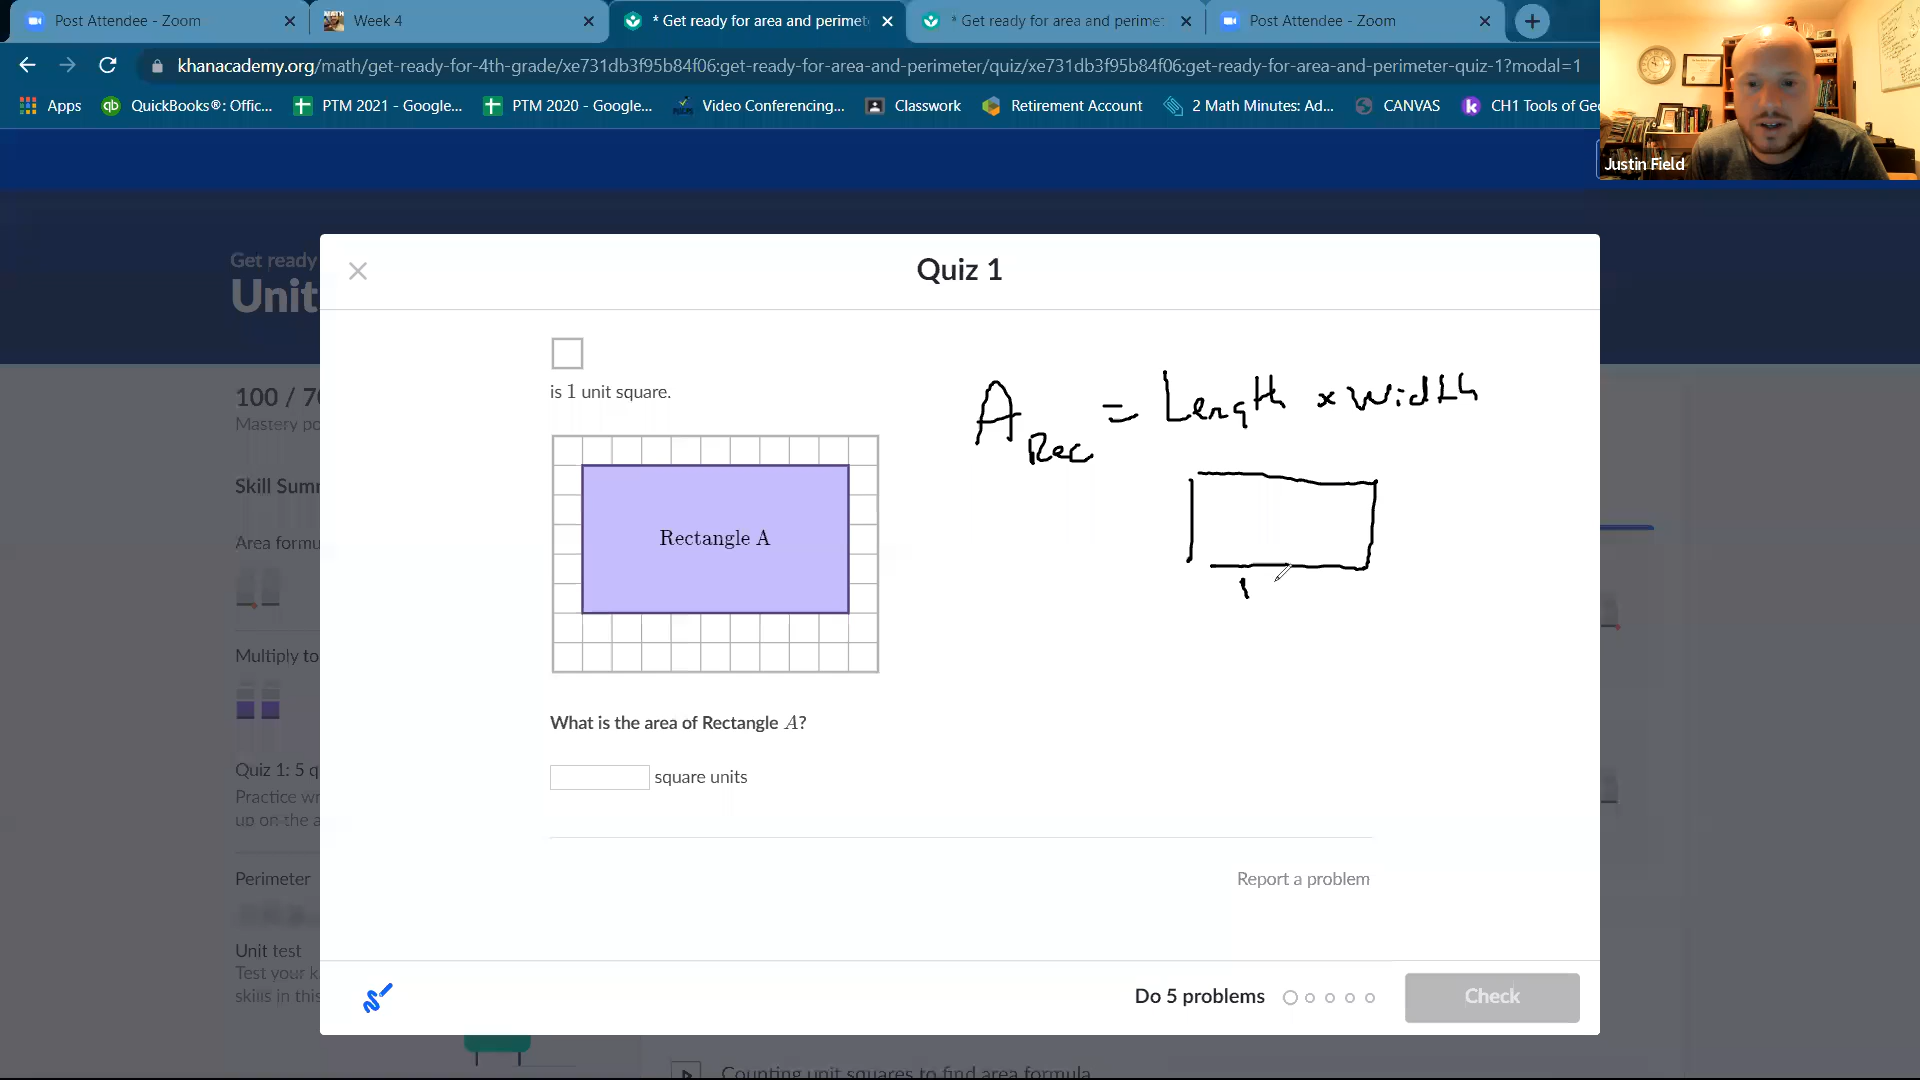 Post Attendee - Zoom
Week 4
* Get ready for area and perimet
* Get ready for area and perimet
Post Attendee - Zoom
khanacademy.org/math/get-ready-for-4th-grade/xe731db3f95b84f06:get-ready-for-area-and-perimeter/quiz/xe731db3f95b84f06:get-ready-for-area-and-perimeter-quiz-1?modal=1
Apps
QuickBooks®: Offic...
PTM 2021 - Google...
PTM 2020 - Google...
Video Conferencing...
Classwork
Retirement Account
2 Math Minutes: Ad...
CANVAS
CH1 Tools of Geo
Justin Field
Get ready
Unit
100 / 70
Mastery po
Skill Summ
Area formu
Multiply to
Quiz 1: 5 q
Practice wh
up on the a
Perimeter
Unit test
Test your k
skills in this
Quiz 1
is 1 unit square.
Rectangle A
What is the area of Rectangle A?
square units
A Rec = Length × width
Report a problem
Do 5 problems
Check
Counting unit squares to find area formula